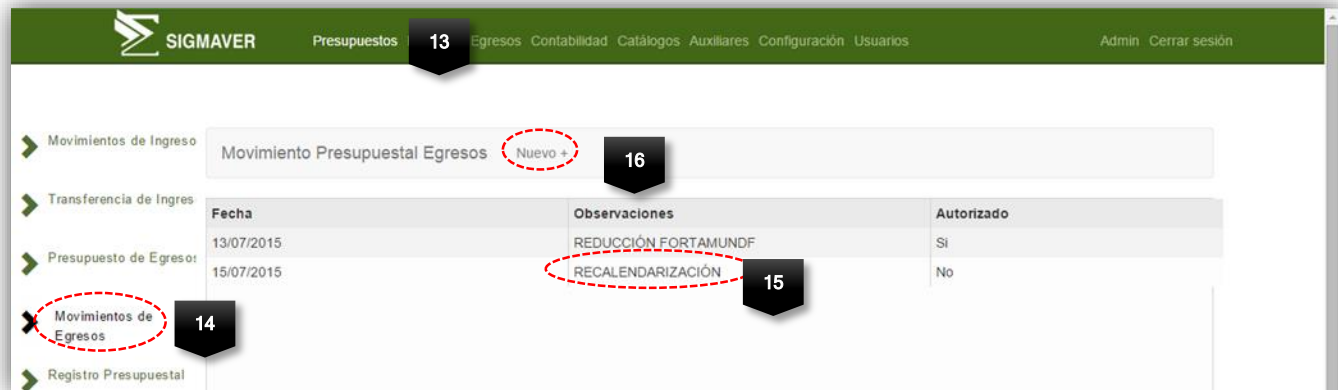 SIGMAVER
Presupuestos 13 Egresos Contabilidad Catálogos Auxiliares Configuración Usuarios Admin Cerrar sesión
Movimientos de Ingreso
Movimiento Presupuestal Egresos Nuevo + 16
Transferencia de Ingres
Fecha Observaciones Autorizado
13/07/2015 REDUCCIÓN FORTAMUNDF Si
Presupuesto de Egresos
15/07/2015 RECALENDARIZACIÓN 15 No
Movimientos de
Egresos
14
Registro Presupuestal